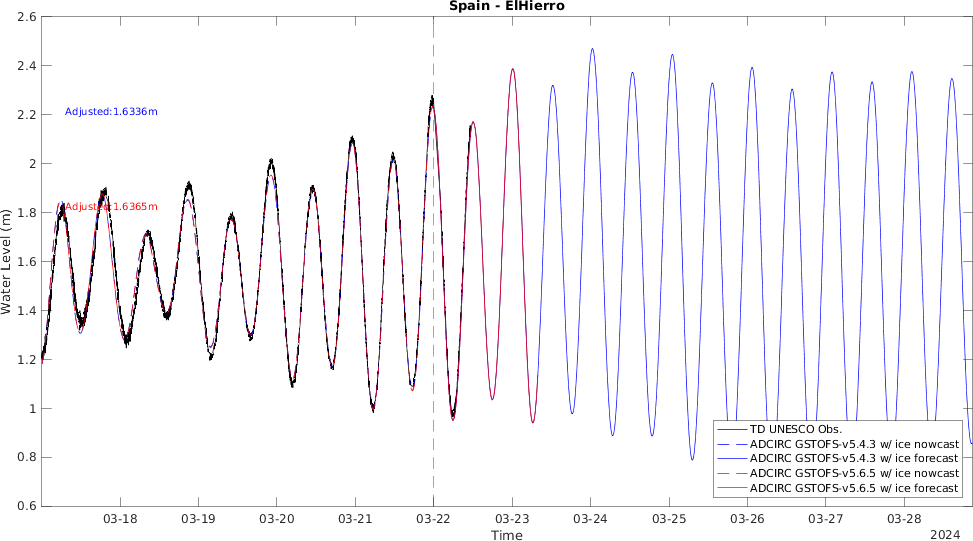 Spain - ElHierro
2.6
2.4
2.2
2
1.8
1.6
1.4
1.2
1
0.8
0.6
Water Level (m)
Adjusted:1.6336m
Adjusted:1.6365m
TD UNESCO Obs.
ADCIRC GSTOFS-v5.4.3 w/ ice nowcast
ADCIRC GSTOFS-v5.4.3 w/ ice forecast
ADCIRC GSTOFS-v5.6.5 w/ ice nowcast
ADCIRC GSTOFS-v5.6.5 w/ ice forecast
03-18 03-19 03-20 03-21 03-22 03-23 03-24 03-25 03-26 03-27 03-28
Time
2024